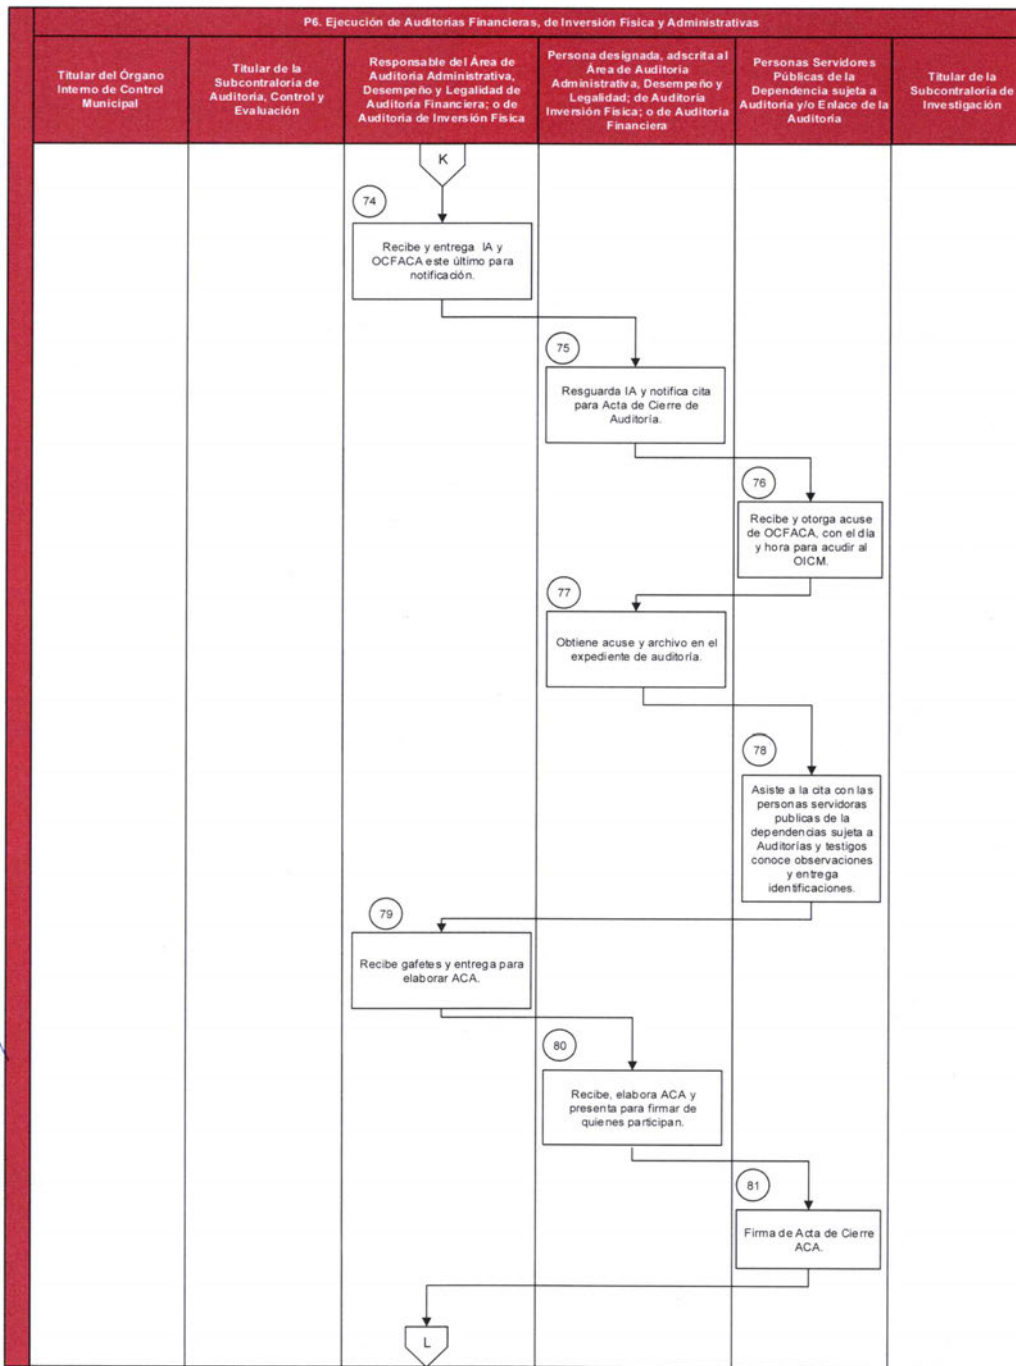 P6. Ejecución de Auditorías Financieras, de Inversión Física y Administrativas
Titular del Órgano
Interno de Control
Municipal
Titular de la
Subcontraloría de
Auditoría, Control y
Evaluación
Responsable del Área de
Auditoría Administrativa,
Desempeño y Legalidad de
Auditoría Financiera; o de
Auditoría de Inversión Física
Persona designada, adscrita al
Área de Auditoría
Administrativa, Desempeño y
Legalidad; de Auditoría
Inversión Física; o de Auditoría
Financiera
Personas Servidores
Públicas de la
Dependencia sujeta a
Auditoría y/o Enlace de la
Auditoría
Titular de la
Subcontraloría de
Investigación
K
74
Recibe y entrega IA y
OCFACA este último para
notificación.
75
Resguarda IA y notifica cita
para Acta de Cierre de
Auditoría.
76
Recibe y otorga acuse
de OCFACA, con el día
y hora para acudir al
OICM.
77
Obtiene acuse y archivo en el
expediente de auditoría.
78
Asiste a la cita con las
personas servidoras
publicas de la
dependencias sujeta a
Auditorías y testigos
conoce observaciones
y entrega
identificaciones.
79
Recibe gafetes y entrega para
elaborar ACA.
80
Recibe, elabora ACA y
presenta para firmar de
quienes participan.
81
Firma de Acta de Cierre
ACA.
L